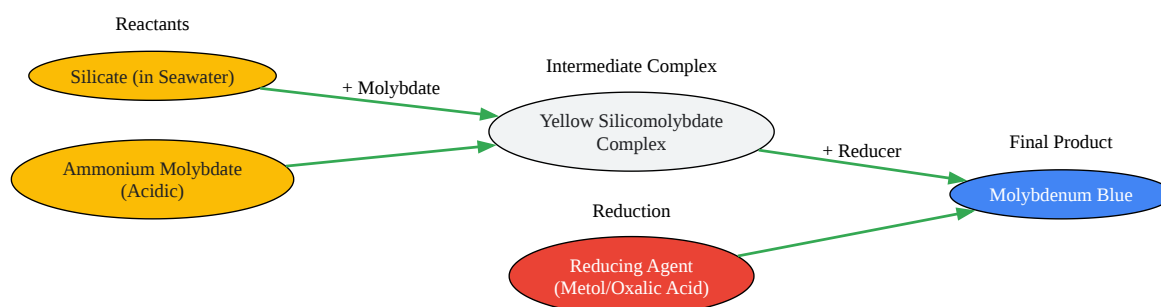 Reactants
Silicate (in Seawater)
+ Molybdate
Ammonium Molybdate
(Acidic)
Intermediate Complex
Yellow Silicomolybdate
Complex
+ Reducer
Reduction
Reducing Agent
(Metol/Oxalic Acid)
Final Product
Molybdenum Blue